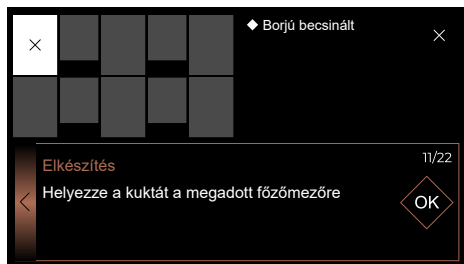 ◆ Borjú becsinált
Elkészítés
11/22
Helyezze a kuktát a megadott főzőmezőre
OK